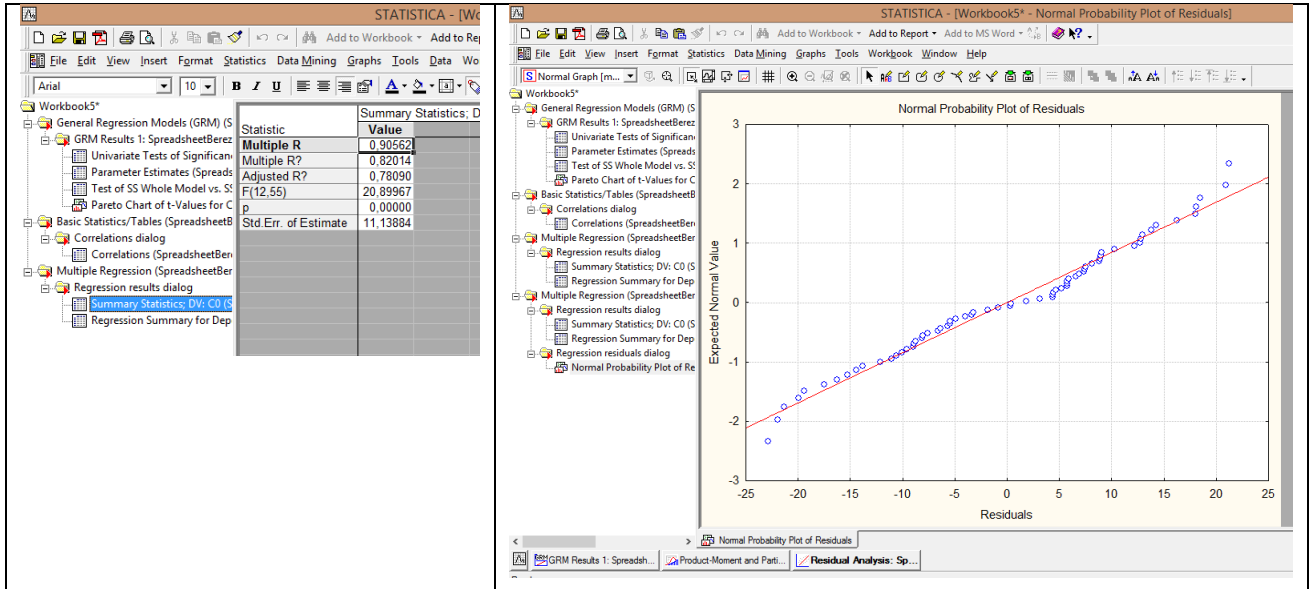 STATISTICA - [Wo
Add to Workbook Add to Rep
File Edit View Insert Format Statistics Data Mining Graphs Tools Data Wo
Arial 10 B I U
Workbook5*
General Regression Models (GRM) (S
GRM Results 1: SpreadsheetBerez
Univariate Tests of Significan
Parameter Estimates (Spreads
Test of SS Whole Model vs. SS
Pareto Chart of t-Values for C
Basic Statistics/Tables (SpreadsheetB
Correlations dialog
Correlations (SpreadsheetBere
Multiple Regression (SpreadsheetBer
Regression results dialog
Summary Statistics; DV: C0 (S
Regression Summary for Dep
Summary Statistics; D
Statistic Value
Multiple R 0,90562
Multiple R? 0,82014
Adjusted R? 0,78090
F(12,55) 20,89967
p 0,00000
Std.Err. of Estimate 11,13884
STATISTICA - [Workbook5* - Normal Probability Plot of Residuals]
Add to Workbook Add to Report Add to MS Word
File Edit View Insert Format Statistics Data Mining Graphs Tools Workbook Window Help
Normal Graph [m...
Workbook5*
General Regression Models (GRM) (S
GRM Results 1: SpreadsheetBerez
Univariate Tests of Significan
Parameter Estimates (Spreads
Test of SS Whole Model vs. SS
Pareto Chart of t-Values for C
Basic Statistics/Tables (SpreadsheetB
Correlations dialog
Correlations (SpreadsheetBere
Multiple Regression (SpreadsheetBer
Regression results dialog
Summary Statistics; DV: C0 (S
Regression Summary for Dep
Multiple Regression (SpreadsheetBer
Regression results dialog
Summary Statistics; DV: C0 (S
Regression Summary for Dep
Regression residuals dialog
Normal Probability Plot of Re
Normal Probability Plot of Residuals
3
2
1
0
-1
-2
-3
Expected Normal Value
-25 -20 -15 -10 -5 0 5 10 15 20 25
Residuals
Normal Probability Plot of Residuals
GRM Results 1: Spreadsh... Product-Moment and Parti... Residual Analysis: Sp...